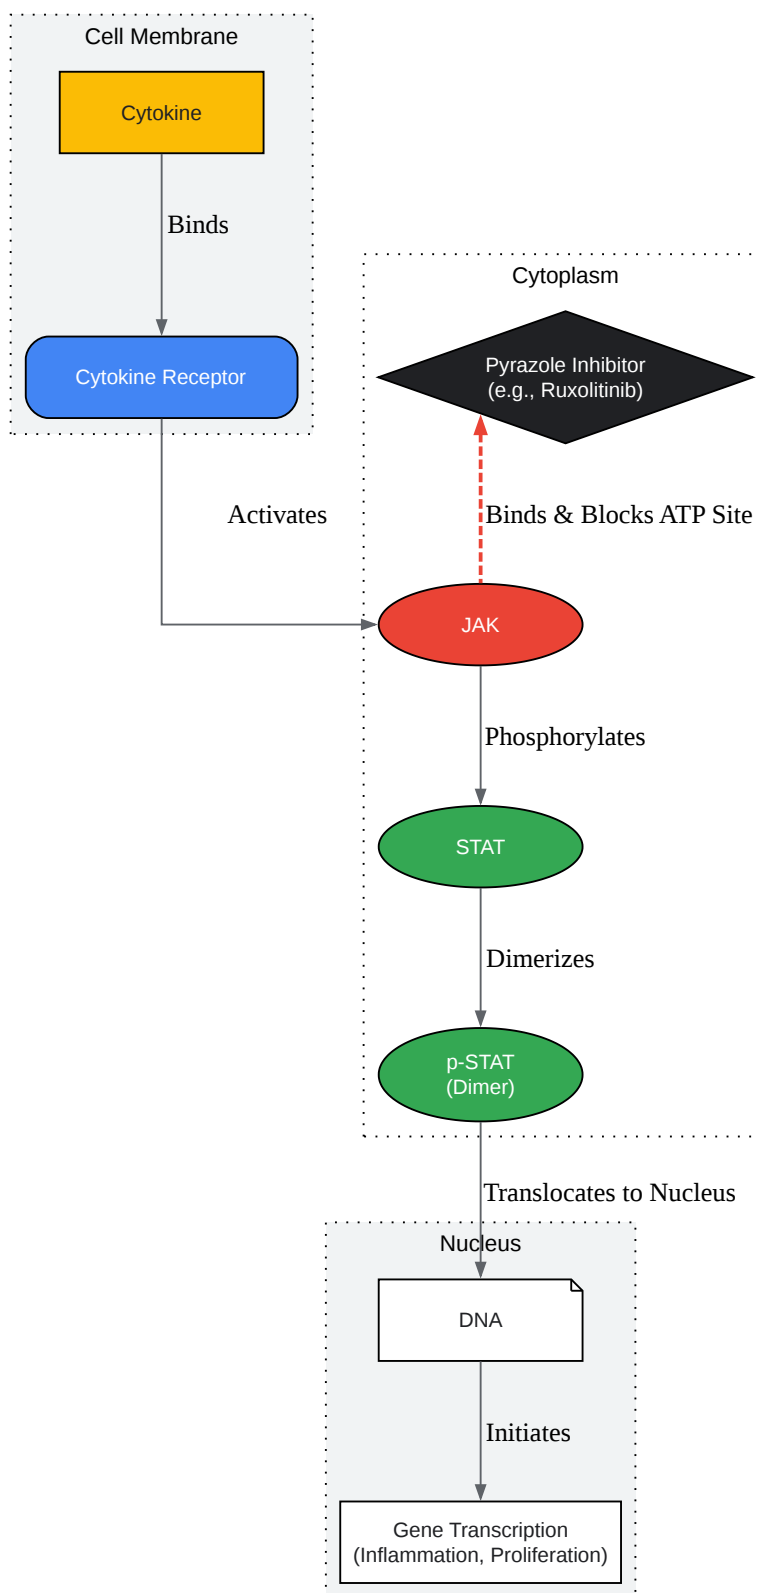 Cell Membrane
Cytokine
Binds
Cytokine Receptor
Activates
Cytoplasm
Pyrazole Inhibitor
(e.g., Ruxolitinib)
Binds & Blocks ATP Site
JAK
Phosphorylates
STAT
Dimerizes
p-STAT
(Dimer)
Translocates to Nucleus
Nucleus
DNA
Initiates
Gene Transcription
(Inflammation, Proliferation)